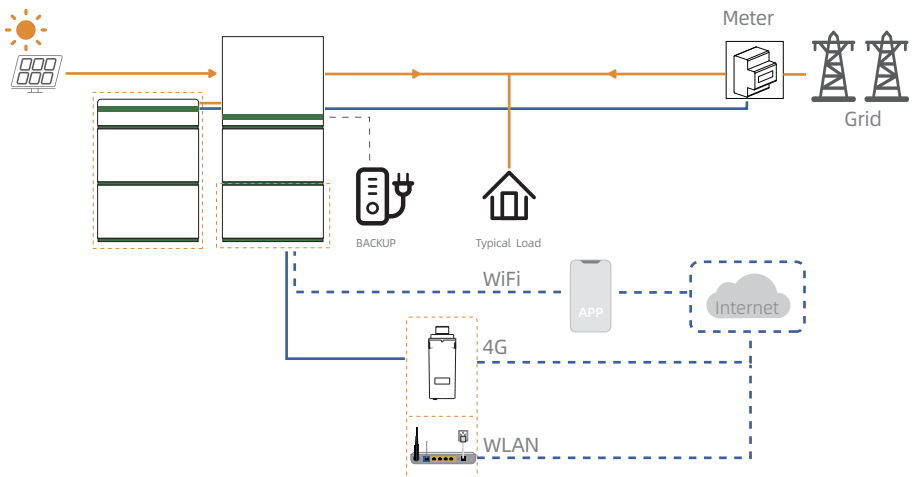 Meter
Grid
BACKUP
Typical Load
WiFi
APP
Internet
4G
WLAN